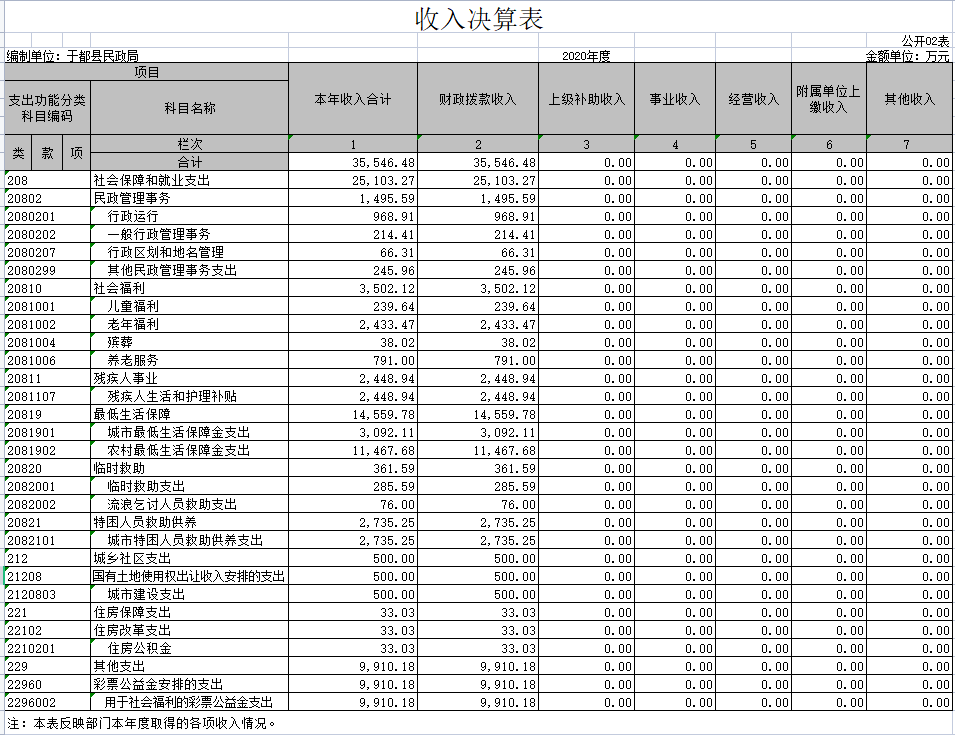 收入决算表
公开02表
编制单位：于都县民政局 2020年度 金额单位：万元
项目 本年收入合计 财政拨款收入 上级补助收入 事业收入 经营收入 附属单位上缴收入 其他收入
支出功能分类科目编码 科目名称
类 款 项 栏次 1 2 3 4 5 6 7
合计 35,546.48 35,546.48 0.00 0.00 0.00 0.00 0.00
208 社会保障和就业支出 25,103.27 25,103.27 0.00 0.00 0.00 0.00 0.00
20802 民政管理事务 1,495.59 1,495.59 0.00 0.00 0.00 0.00 0.00
2080201 行政运行 968.91 968.91 0.00 0.00 0.00 0.00 0.00
2080202 一般行政管理事务 214.41 214.41 0.00 0.00 0.00 0.00 0.00
2080207 行政区划和地名管理 66.31 66.31 0.00 0.00 0.00 0.00 0.00
2080299 其他民政管理事务支出 245.96 245.96 0.00 0.00 0.00 0.00 0.00
20810 社会福利 3,502.12 3,502.12 0.00 0.00 0.00 0.00 0.00
2081001 儿童福利 239.64 239.64 0.00 0.00 0.00 0.00 0.00
2081002 老年福利 2,433.47 2,433.47 0.00 0.00 0.00 0.00 0.00
2081004 殡葬 38.02 38.02 0.00 0.00 0.00 0.00 0.00
2081006 养老服务 791.00 791.00 0.00 0.00 0.00 0.00 0.00
20811 残疾人事业 2,448.94 2,448.94 0.00 0.00 0.00 0.00 0.00
2081107 残疾人生活和护理补贴 2,448.94 2,448.94 0.00 0.00 0.00 0.00 0.00
20819 最低生活保障 14,559.78 14,559.78 0.00 0.00 0.00 0.00 0.00
2081901 城市最低生活保障金支出 3,092.11 3,092.11 0.00 0.00 0.00 0.00 0.00
2081902 农村最低生活保障金支出 11,467.68 11,467.68 0.00 0.00 0.00 0.00 0.00
20820 临时救助 361.59 361.59 0.00 0.00 0.00 0.00 0.00
2082001 临时救助支出 285.59 285.59 0.00 0.00 0.00 0.00 0.00
2082002 流浪乞讨人员救助支出 76.00 76.00 0.00 0.00 0.00 0.00 0.00
20821 特困人员救助供养 2,735.25 2,735.25 0.00 0.00 0.00 0.00 0.00
2082101 城市特困人员救助供养支出 2,735.25 2,735.25 0.00 0.00 0.00 0.00 0.00
212 城乡社区支出 500.00 500.00 0.00 0.00 0.00 0.00 0.00
21208 国有土地使用权出让收入安排的支出 500.00 500.00 0.00 0.00 0.00 0.00 0.00
2120803 城市建设支出 500.00 500.00 0.00 0.00 0.00 0.00 0.00
221 住房保障支出 33.03 33.03 0.00 0.00 0.00 0.00 0.00
22102 住房改革支出 33.03 33.03 0.00 0.00 0.00 0.00 0.00
2210201 住房公积金 33.03 33.03 0.00 0.00 0.00 0.00 0.00
229 其他支出 9,910.18 9,910.18 0.00 0.00 0.00 0.00 0.00
22960 彩票公益金安排的支出 9,910.18 9,910.18 0.00 0.00 0.00 0.00 0.00
2296002 用于社会福利的彩票公益金支出 9,910.18 9,910.18 0.00 0.00 0.00 0.00 0.00
注：本表反映部门本年度取得的各项收入情况。